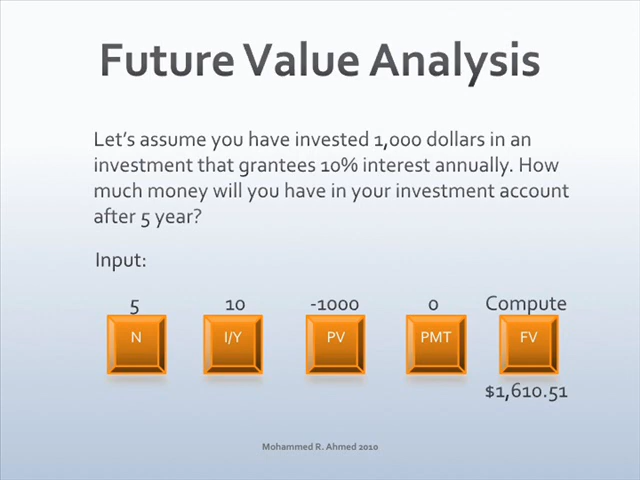 Future Value Analysis
Let's assume you have invested 1,000 dollars in an
investment that grantees 10% interest annually. How
much money will you have in your investment account
after 5 year?
Input:
5 10 -1000 0 Compute
N I/Y PV PMT FV
$1,610.51
Mohammed R. Ahmed 2010